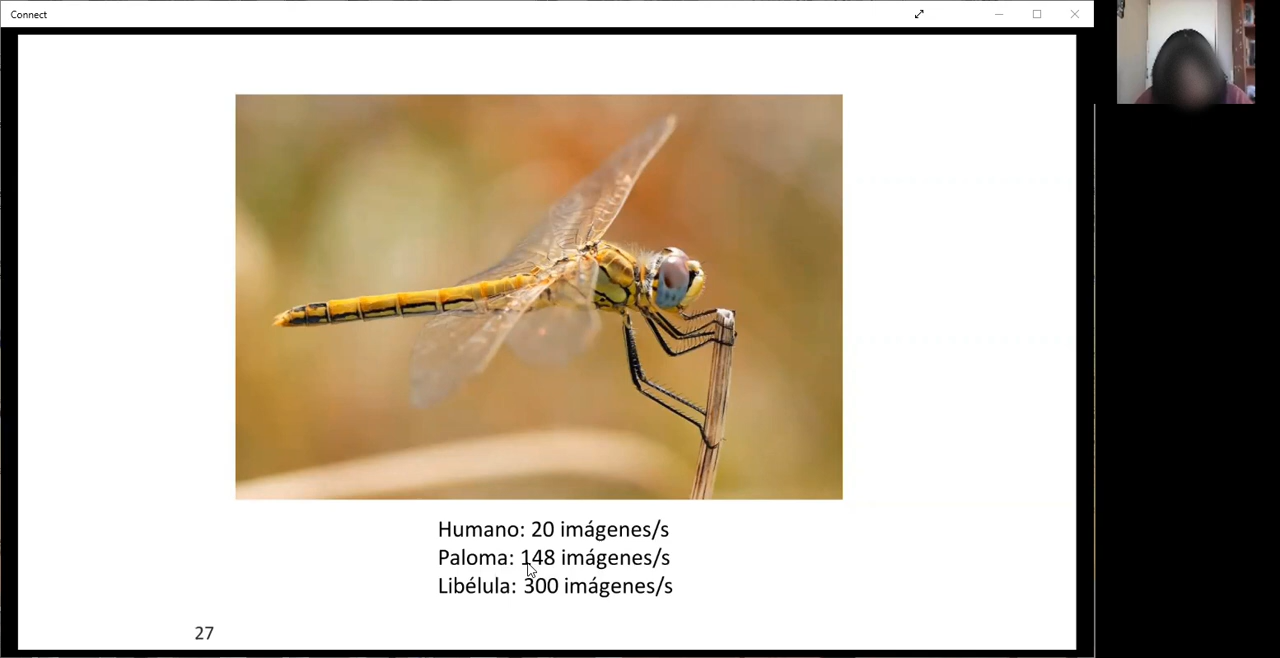 Connect
Humano: 20 imágenes/s
Paloma: 148 imágenes/s
Libélula: 300 imágenes/s
27